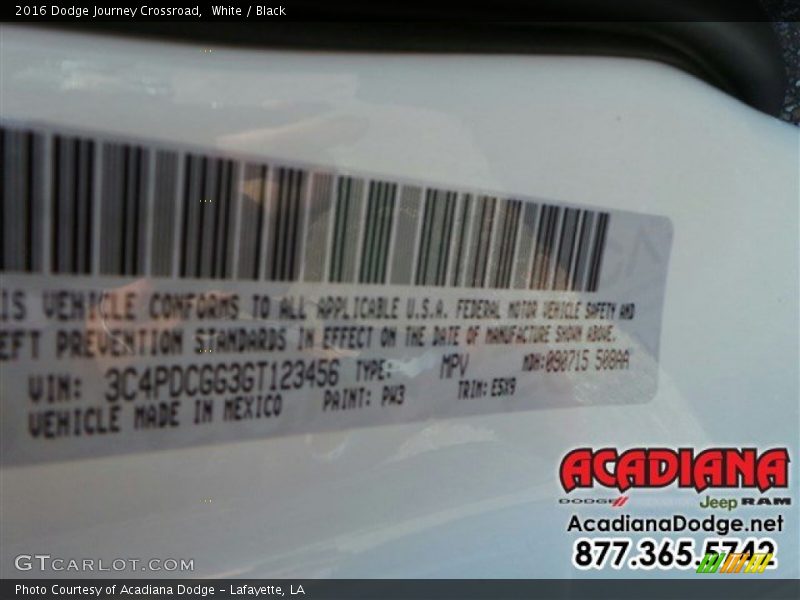 2016 Dodge Journey Crossroad, White / Black
IS VEHICLE CONFORMS TO ALL APPLICABLE U.S.A. FEDERAL MOTOR VEHICLE SAFETY AND
EFT PREVENTION STANDARDS IN EFFECT ON THE DATE OF MANUFACTURE SHOWN ABOVE.
VIN: 3C4PDCGG3GT123456 TYPE: MPV MDH:090715 508AA
VEHICLE MADE IN MEXICO PAINT: PW3 TRIM: E5X9
ACADIANA
DODGE Jeep RAM
AcadianaDodge.net
877.365.5742
GTCARLOT.COM
Photo Courtesy of Acadiana Dodge - Lafayette, LA